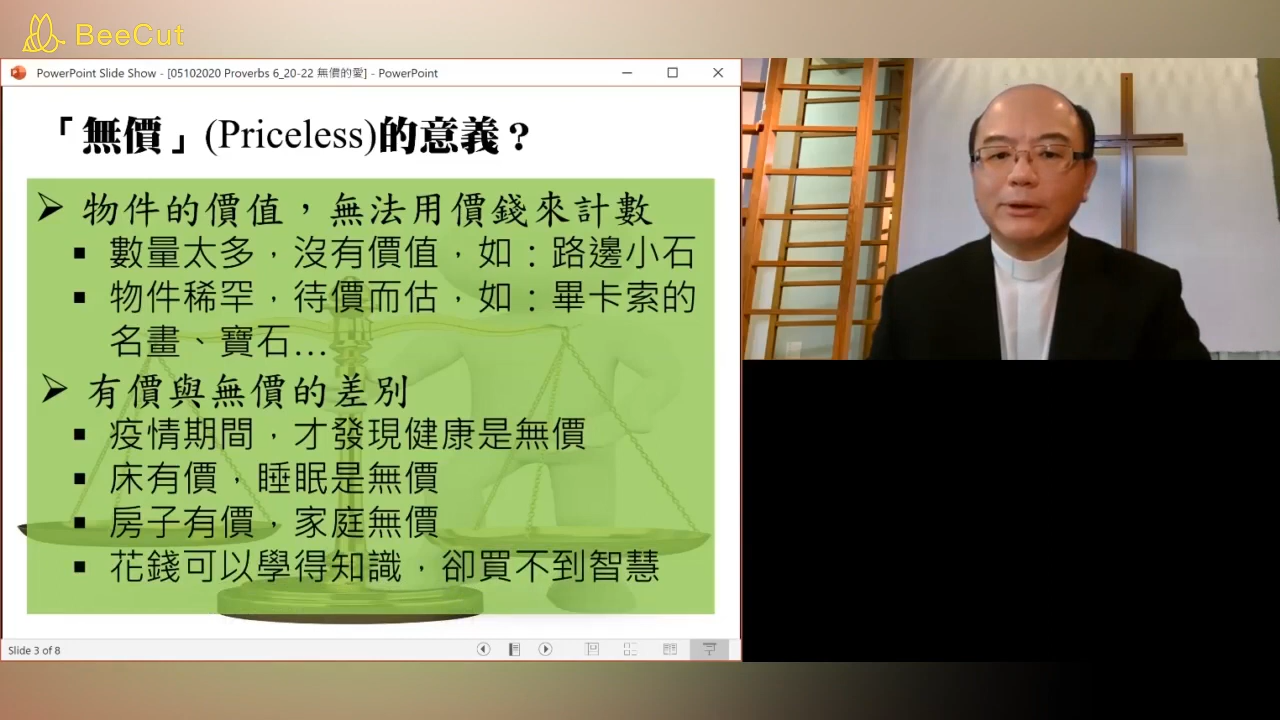 BeeCut
PowerPoint Slide Show - [05102020 Proverbs 6_20-22 無價的愛] - PowerPoint
「無價」(Priceless)的意義？
物件的價值，無法用價錢來計數
數量太多，沒有價值，如：路邊小石
物件稀罕，待價而估，如：畢卡索的
名畫、寶石…
有價與無價的差別
疫情期間，才發現健康是無價
床有價，睡眠是無價
房子有價，家庭無價
花錢可以學得知識，卻買不到智慧
Slide 3 of 8